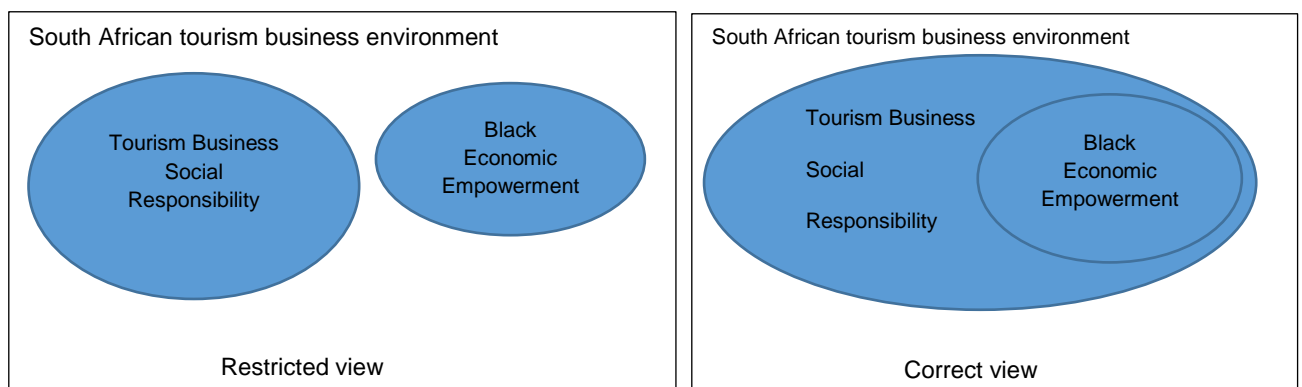 South African tourism business environment
Tourism Business
Social
Responsibility
Black
Economic
Empowerment
Restricted view
South African tourism business environment
Tourism Business
Social
Responsibility
Black
Economic
Empowerment
Correct view